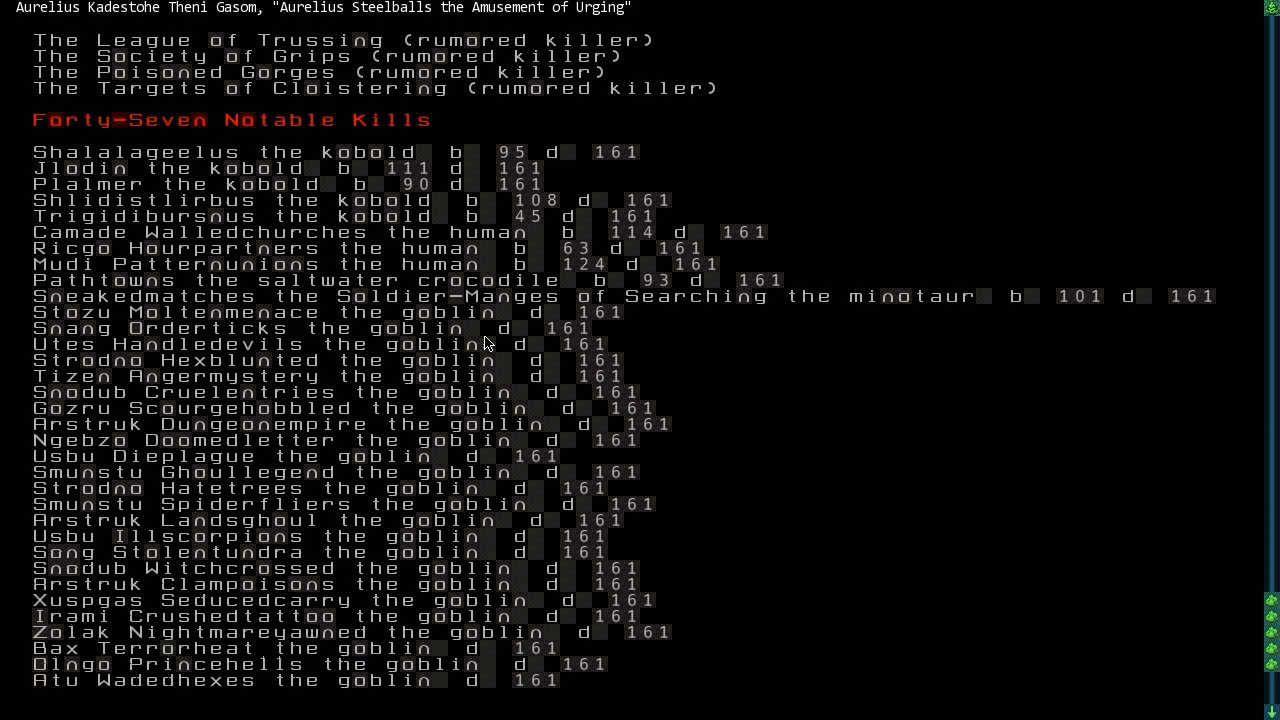 Aurelius Kadestohe Theni Gasom, "Aurelius Steelballs the Amusement of Urging"
The League of Trussing (rumored killer)
The Society of Grips (rumored killer)
The Poisoned Gorges (rumored killer)
The Targets of Cloistering (rumored killer)
Forty-Seven Notable Kills
Shalalageelus the kobold b 95 d 161
Jlodin the kobold b 111 d 161
Plalmer the kobold b 90 d 161
Shlidistlirbus the kobold b 108 d 161
Trigidibursnus the kobold b 45 d 161
Camade Walledchurches the human b 114 d 161
Ricgo Hourpartners the human b 63 d 161
Mudi Patternunions the human b 124 d 161
Pathtowns the saltwater crocodile b 93 d 161
Sneakedmatches the Soldier-Manges of Searching the minotaur b 101 d 161
Stozu Moltenmenace the goblin d 161
Snang Orderticks the goblin d 161
Utes Handledevils the goblin d 161
Strodno Hexblunted the goblin d 161
Tizen Angermystery the goblin d 161
Snodub Cruelentries the goblin d 161
Gozru Scourgehobbled the goblin d 161
Arstruk Dungeonempire the goblin d 161
Ngebzo Doomedletter the goblin d 161
Usbu Dieplague the goblin d 161
Smunstu Ghoullegend the goblin d 161
Strodno Hatetrees the goblin d 161
Smunstu Spiderfliers the goblin d 161
Arstruk Landsghoul the goblin d 161
Usbu Illscorpions the goblin d 161
Song Stolentundra the goblin d 161
Snodub Witchcrossed the goblin d 161
Arstruk Clampoisons the goblin d 161
Xuspgas Seducedcarry the goblin d 161
Irami Crushedtattoo the goblin d 161
Zolak Nightmareyawned the goblin d 161
Bax Terrorheat the goblin d 161
Olngo Princehells the goblin d 161
Atu Wadedhexes the goblin d 161